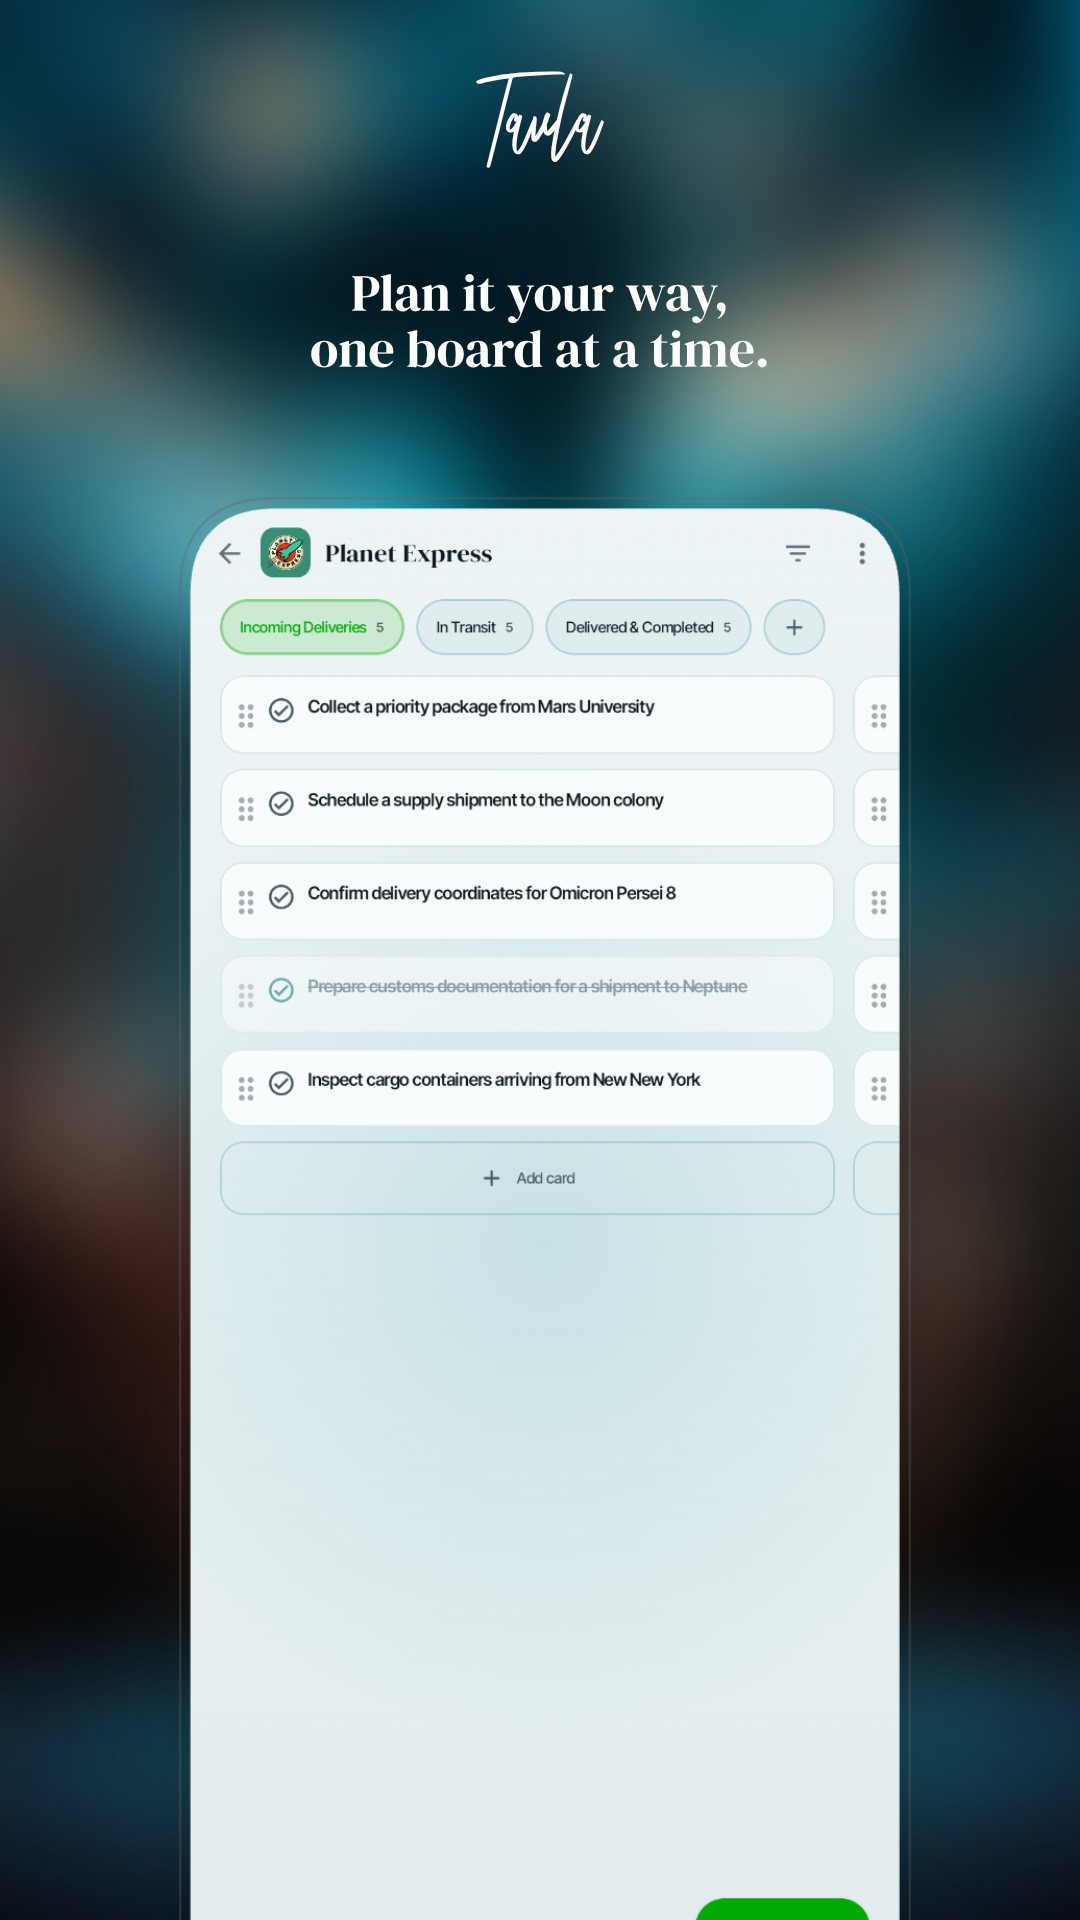 Taula
Plan it your way,
one board at a time.
Planet Express
Incoming Deliveries 5
In Transit 5
Delivered & Completed 5
Collect a priority package from Mars University
Schedule a supply shipment to the Moon colony
Confirm delivery coordinates for Omicron Persei 8
Prepare customs documentation for a shipment to Neptune
Inspect cargo containers arriving from New New York
Add card